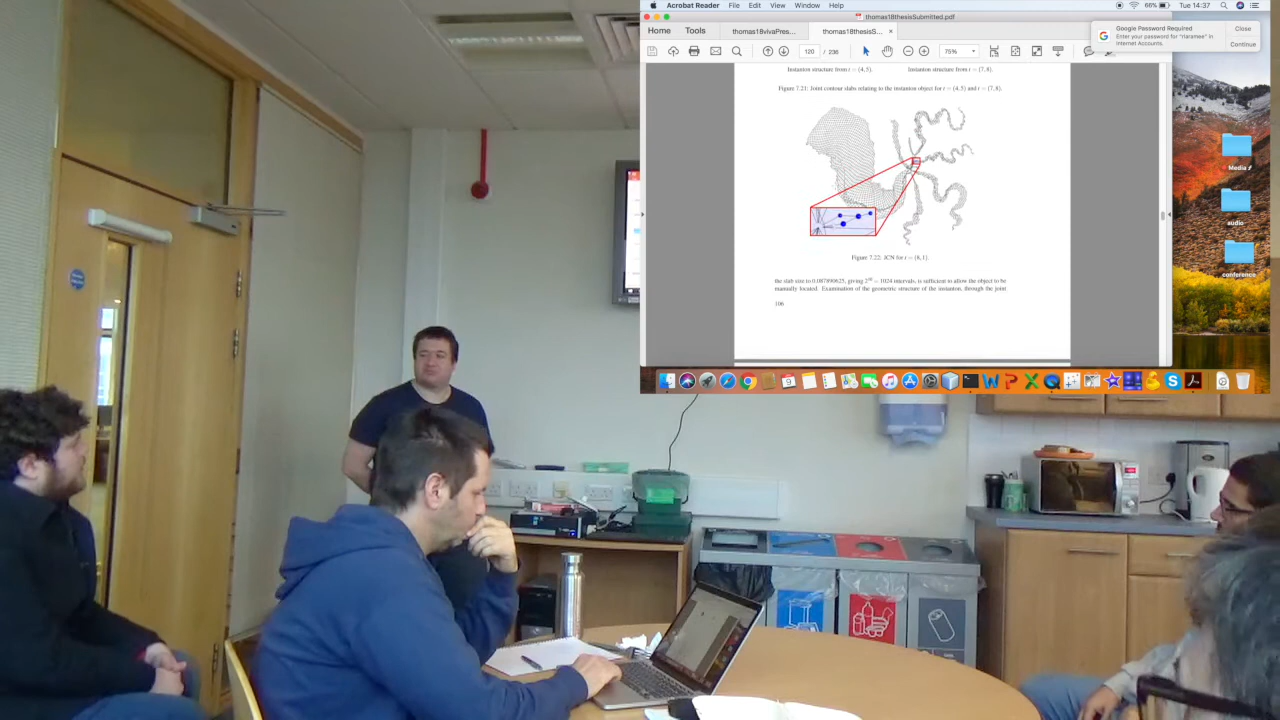 Acrobat Reader File Edit View Window Help
66% Tue 14:37
thomas18thesisSubmitted.pdf
Home Tools thomas18vivaPres... thomas18thesisS... ×
120 / 236 75%
Google Password Required
Enter your password for "rlaramee" in
Internet Accounts.
Close
Continue
Instanton structure from t = (4,5). Instanton structure from t = (7,8).
Figure 7.21: Joint contour slabs relating to the instanton object for t = (4,5) and t = (7,8).
Figure 7.22: JCN for t = (8,1).
the slab size to 0.087890625, giving 2¹⁰ = 1024 intervals, is sufficient to allow the object to be
manually located. Examination of the geometric structure of the instanton, through the joint
106
Media
audio
conference